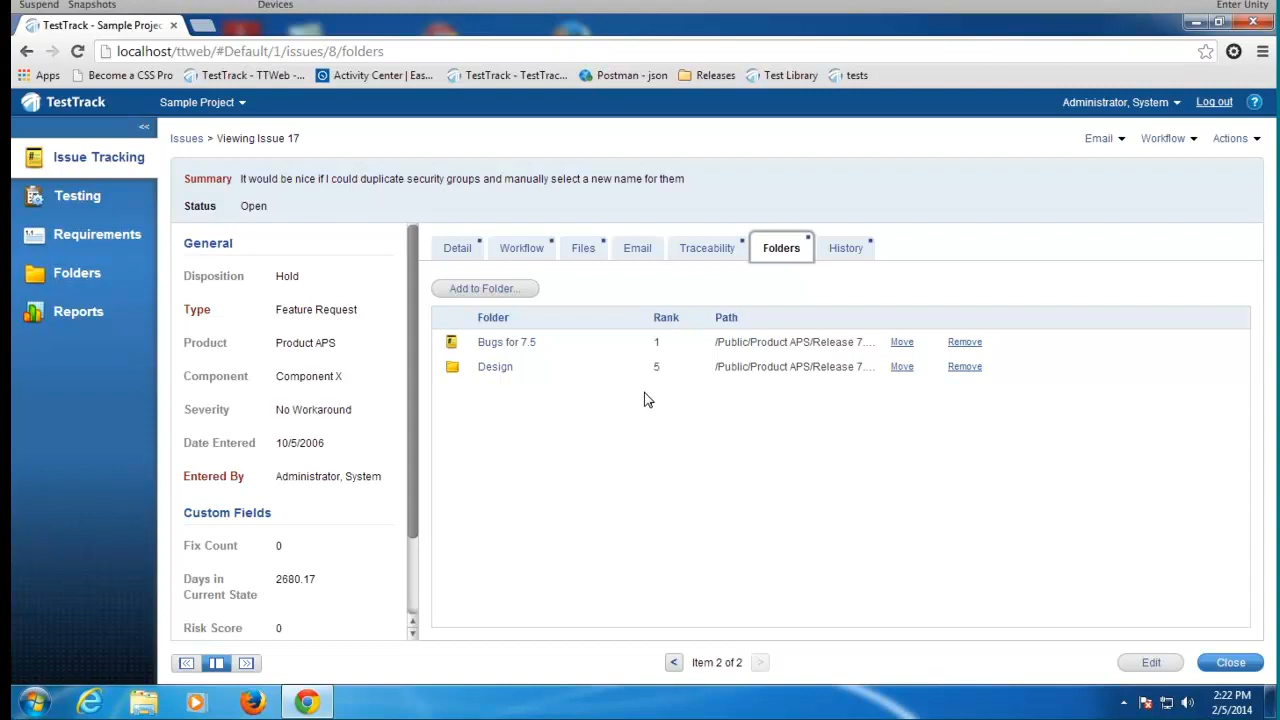 Suspend Snapshots Devices Enter Unity
TestTrack - Sample Projec
localhost/ttweb/#Default/1/issues/8/folders
Apps Become a CSS Pro TestTrack - TTWeb -... Activity Center | Eas... TestTrack - TestTrac... Postman - json Releases Test Library tests
TestTrack Sample Project Administrator, System Log out ?
<<
Issues > Viewing Issue 17 Email Workflow Actions
Issue Tracking
Testing
Requirements
Folders
Reports
Summary It would be nice if I could duplicate security groups and manually select a new name for them
Status Open
General
Disposition Hold
Type Feature Request
Product Product APS
Component Component X
Severity No Workaround
Date Entered 10/5/2006
Entered By Administrator, System
Custom Fields
Fix Count 0
Days in
Current State 2680.17
Risk Score 0
Detail Workflow Files Email Traceability Folders History
Add to Folder...
Folder Rank Path
Bugs for 7.5 1 /Public/Product APS/Release 7.... Move Remove
Design 5 /Public/Product APS/Release 7.... Move Remove
< Item 2 of 2 > Edit Close
2:22 PM
2/5/2014